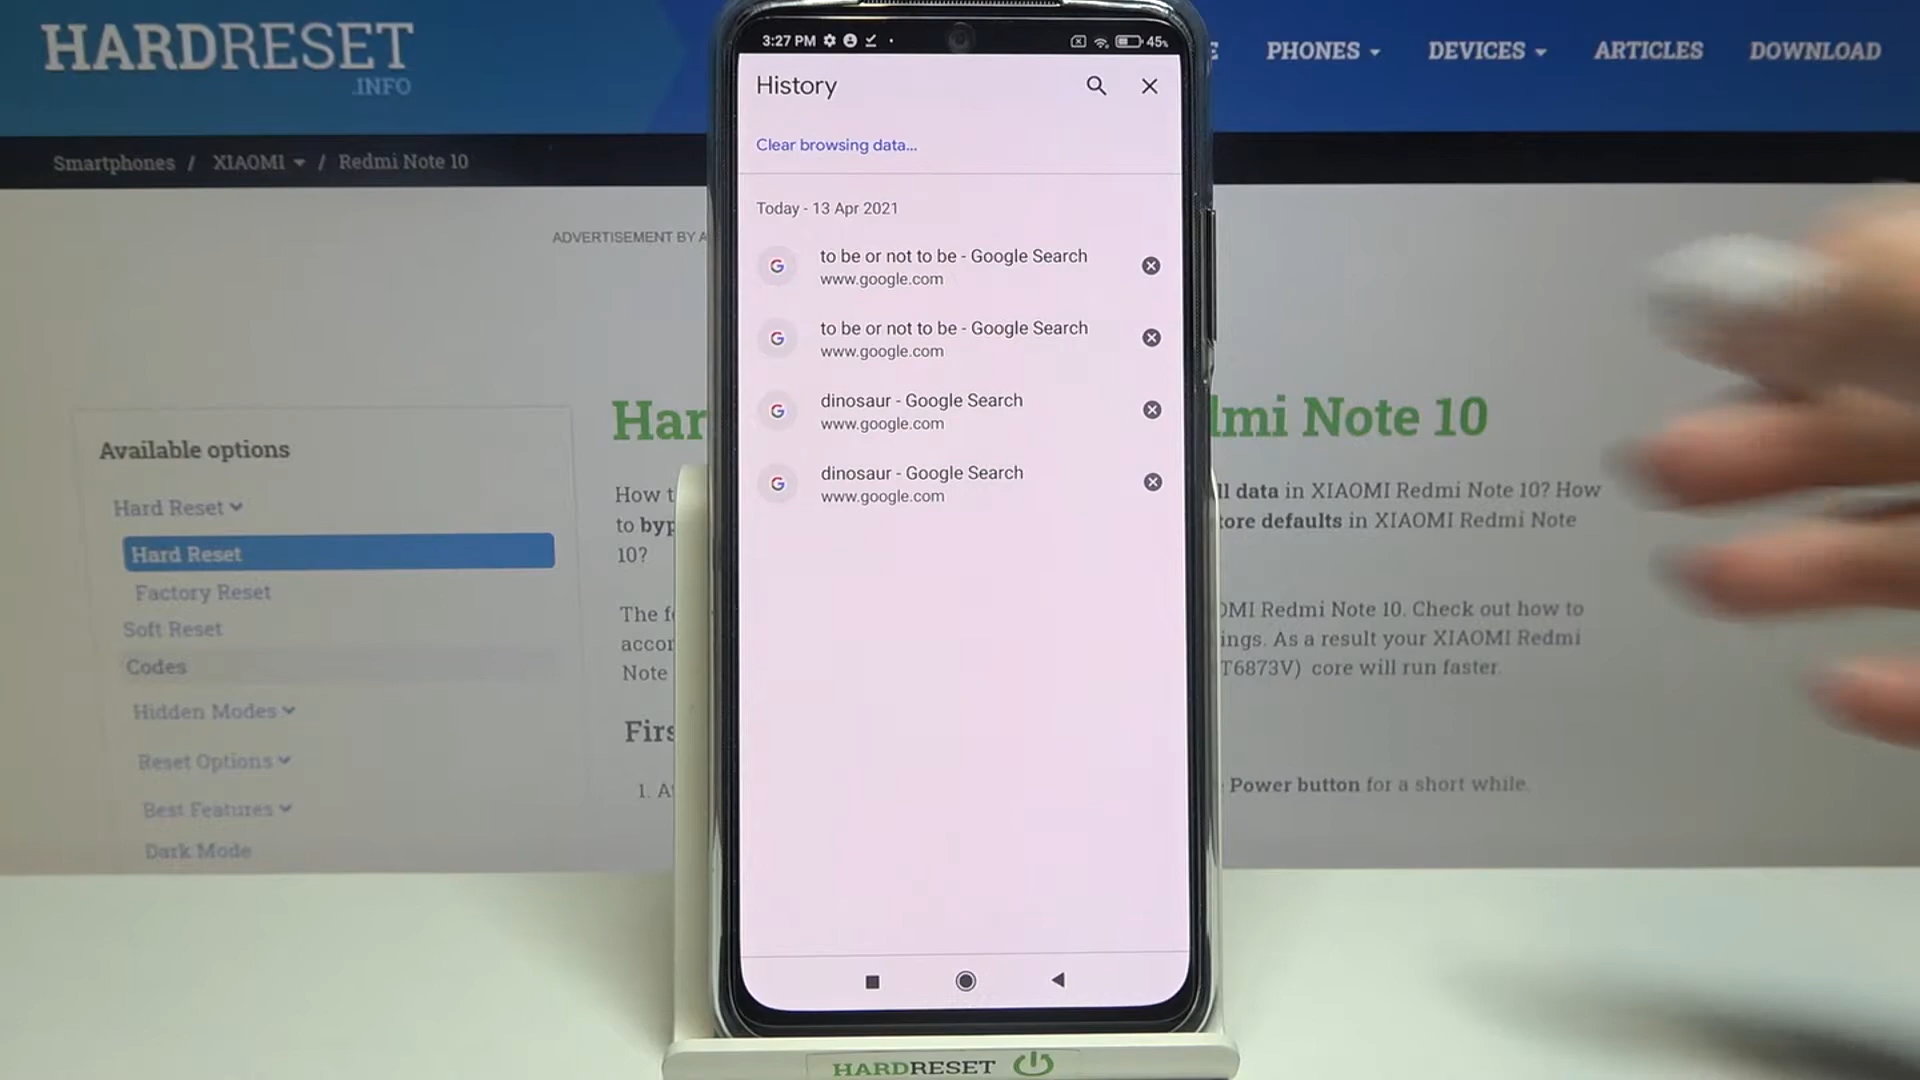 HARDRESET
.INFO
PHONES
DEVICES
ARTICLES
DOWNLOAD
Smartphones / XIAOMI / Redmi Note 10
ADVERTISEMENT BY
3:27 PM
45%
History
Clear browsing data...
Today - 13 Apr 2021
to be or not to be - Google Search
www.google.com
to be or not to be - Google Search
www.google.com
dinosaur - Google Search
www.google.com
dinosaur - Google Search
www.google.com
Available options
Hard Reset
Hard Reset
Factory Reset
Soft Reset
Codes
Hidden Modes
Reset Options
Best Features
Dark Mode
Note 10
How
data in XIAOMI Redmi Note 10? How
to
defaults in XIAOMI Redmi Note
10?
The
Redmi Note 10. Check out how to
As a result your XIAOMI Redmi
Note
core will run faster.
1.
Power button for a short while.
HARDRESET